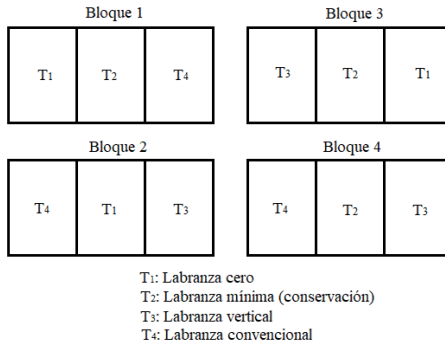 Bloque 1
T1 T2 T4
Bloque 3
T3 T2 T1
Bloque 2
T4 T1 T3
Bloque 4
T4 T2 T3
T1: Labranza cero
T2: Labranza mínima (conservación)
T3: Labranza vertical
T4: Labranza convencional